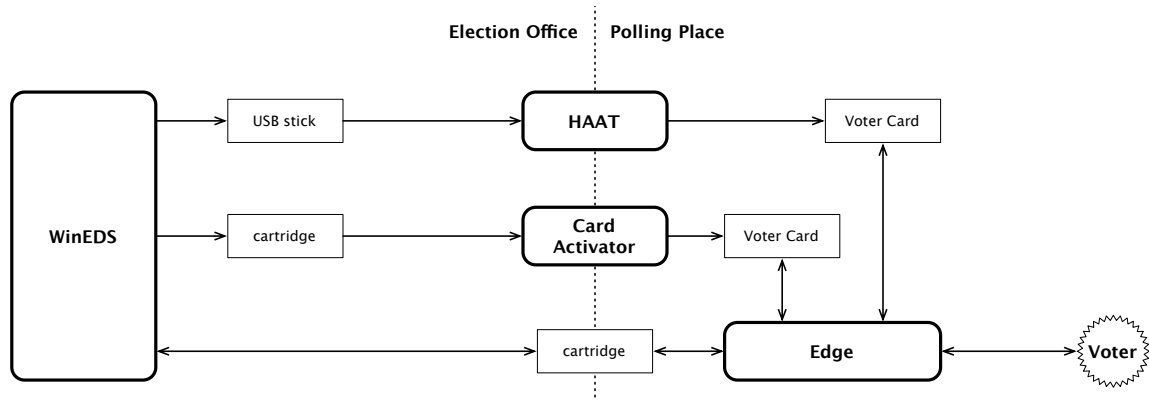 Election Office
Polling Place
USB stick
HAAT
Voter Card
WinEDS
cartridge
Card
Activator
Voter Card
cartridge
Edge
Voter